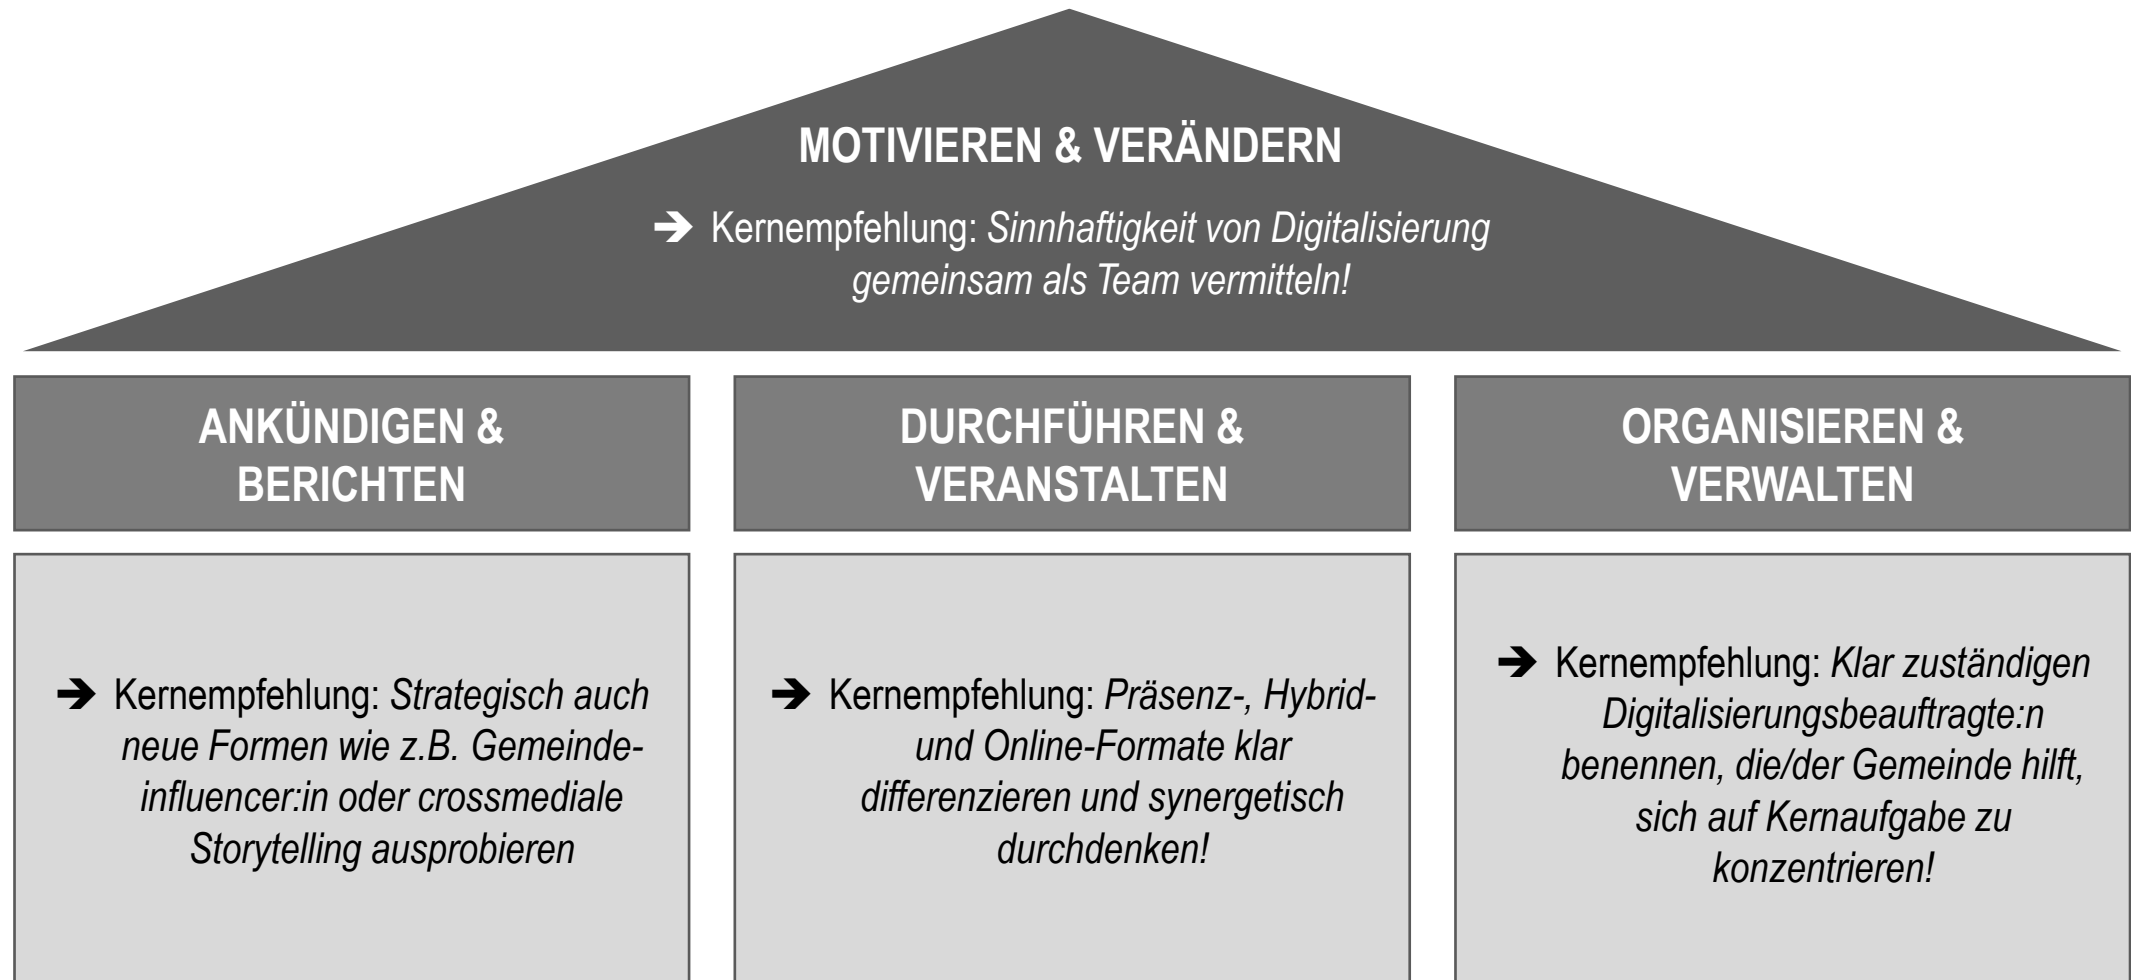 MOTIVIEREN & VERÄNDERN
➔ Kernempfehlung: Sinnhaftigkeit von Digitalisierung
gemeinsam als Team vermitteln!
ANKÜNDIGEN &
BERICHTEN
➔ Kernempfehlung: Strategisch auch
neue Formen wie z.B. Gemeinde-
influencer:in oder crossmediale
Storytelling ausprobieren
DURCHFÜHREN &
VERANSTALTEN
➔ Kernempfehlung: Präsenz-, Hybrid-
und Online-Formate klar
differenzieren und synergetisch
durchdenken!
ORGANISIEREN &
VERWALTEN
➔ Kernempfehlung: Klar zuständigen
Digitalisierungsbeauftragte:n
benennen, die/der Gemeinde hilft,
sich auf Kernaufgabe zu
konzentrieren!